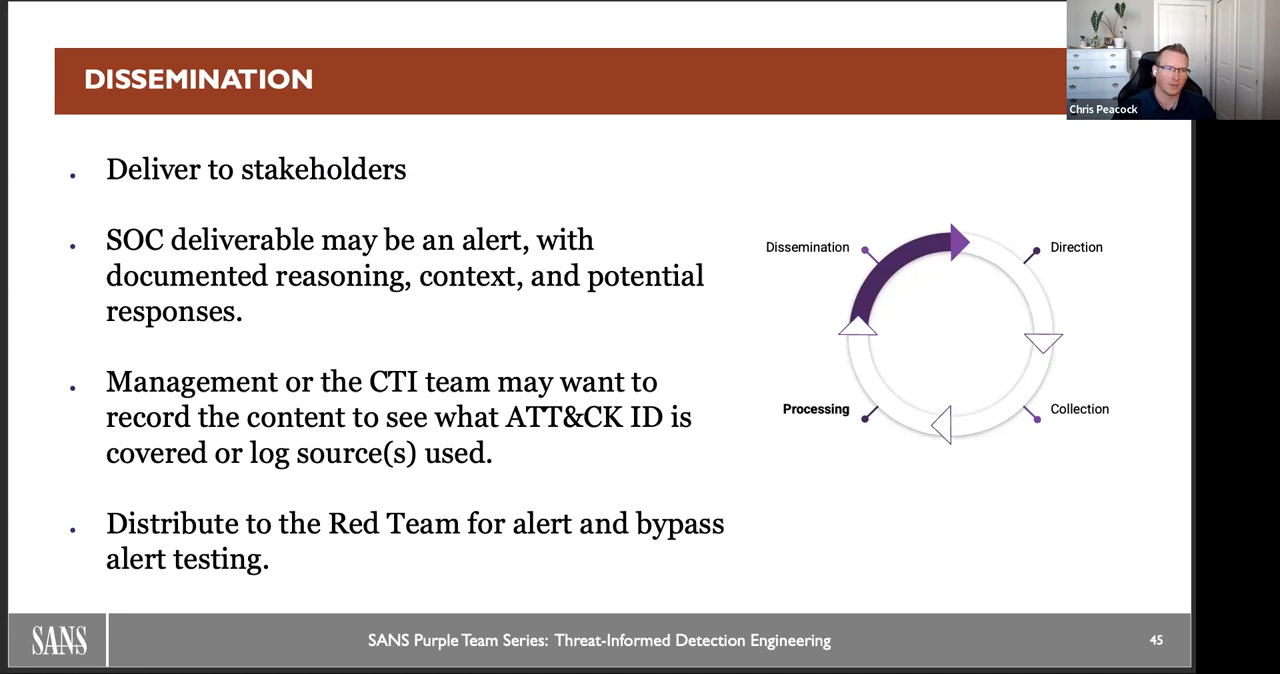 DISSEMINATION
Chris Peacock
Deliver to stakeholders
SOC deliverable may be an alert, with
documented reasoning, context, and potential
responses.
Management or the CTI team may want to
record the content to see what ATT&CK ID is
covered or log source(s) used.
Distribute to the Red Team for alert and bypass
alert testing.
Dissemination
Direction
Processing
Collection
SANS
SANS Purple Team Series: Threat-Informed Detection Engineering
45